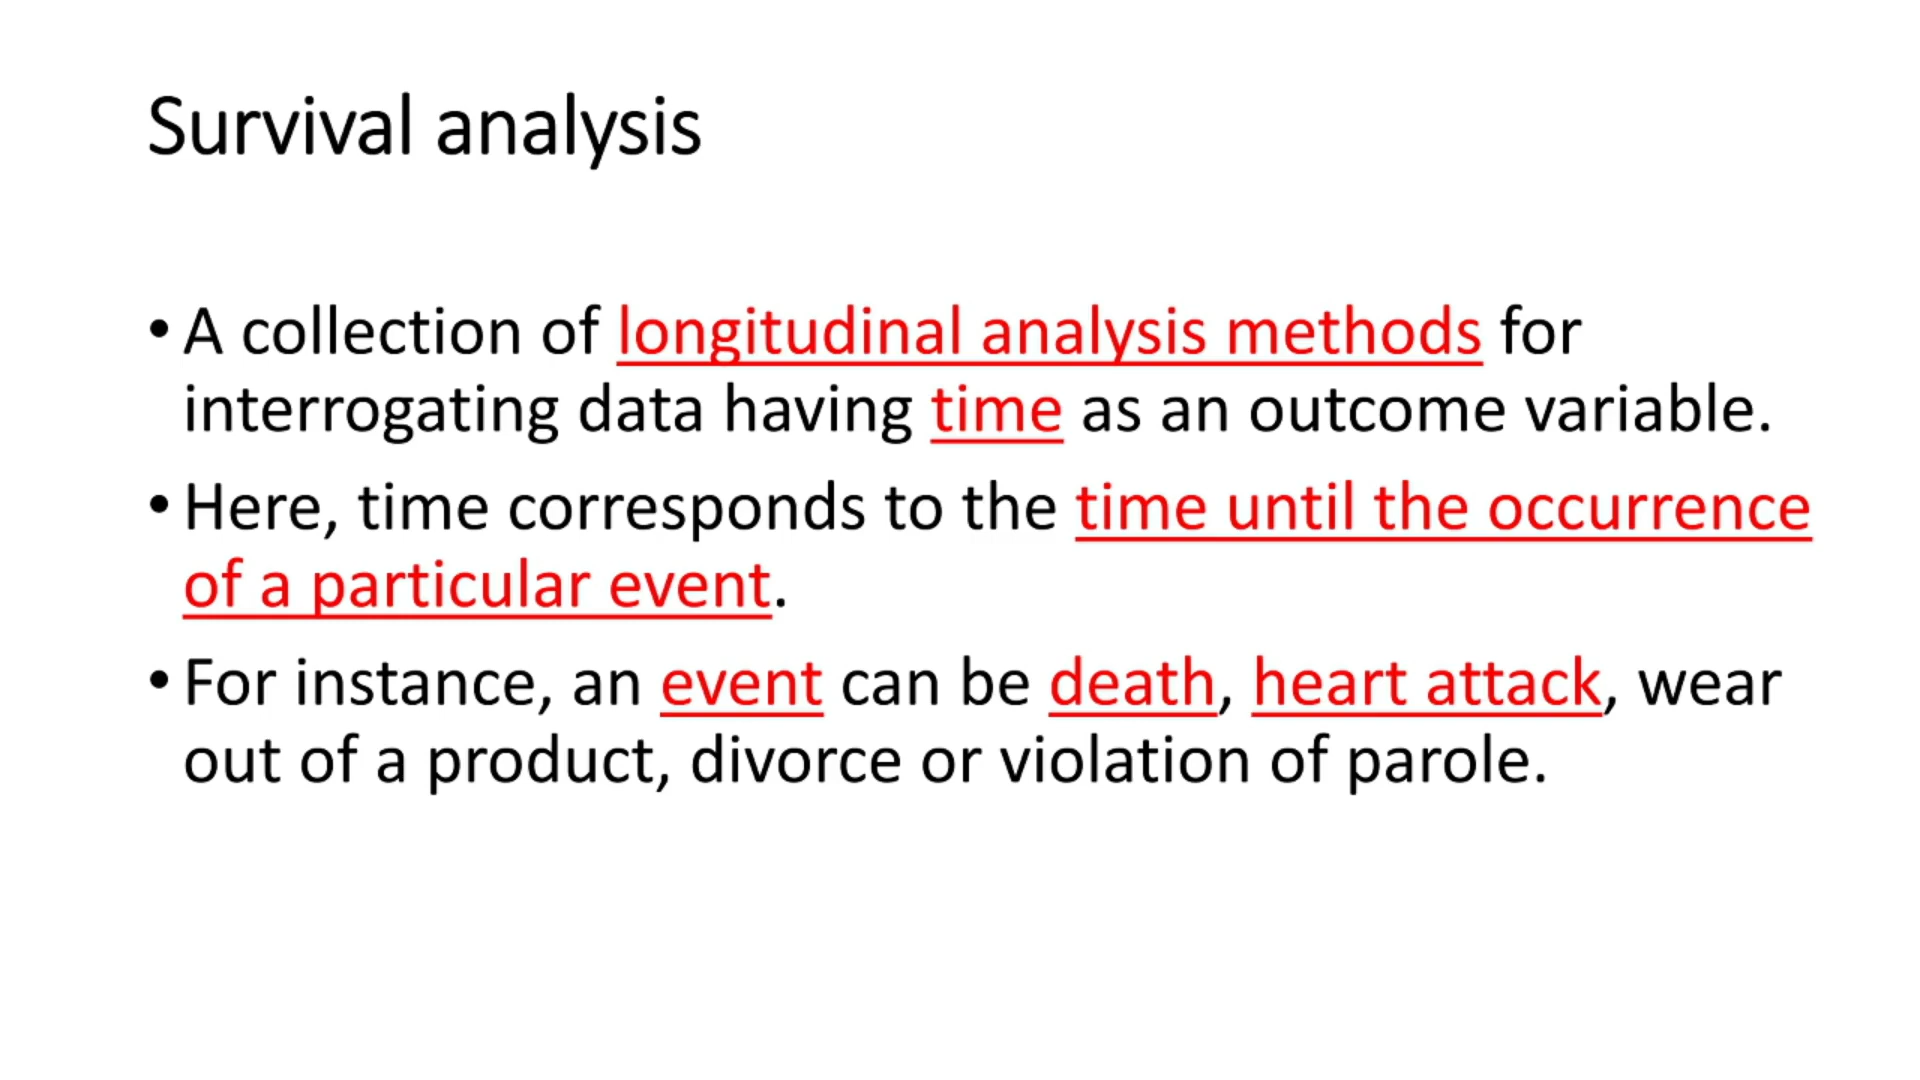 Survival analysis
• A collection of longitudinal analysis methods for
interrogating data having time as an outcome variable.
• Here, time corresponds to the time until the occurrence
of a particular event.
• For instance, an event can be death, heart attack, wear
out of a product, divorce or violation of parole.